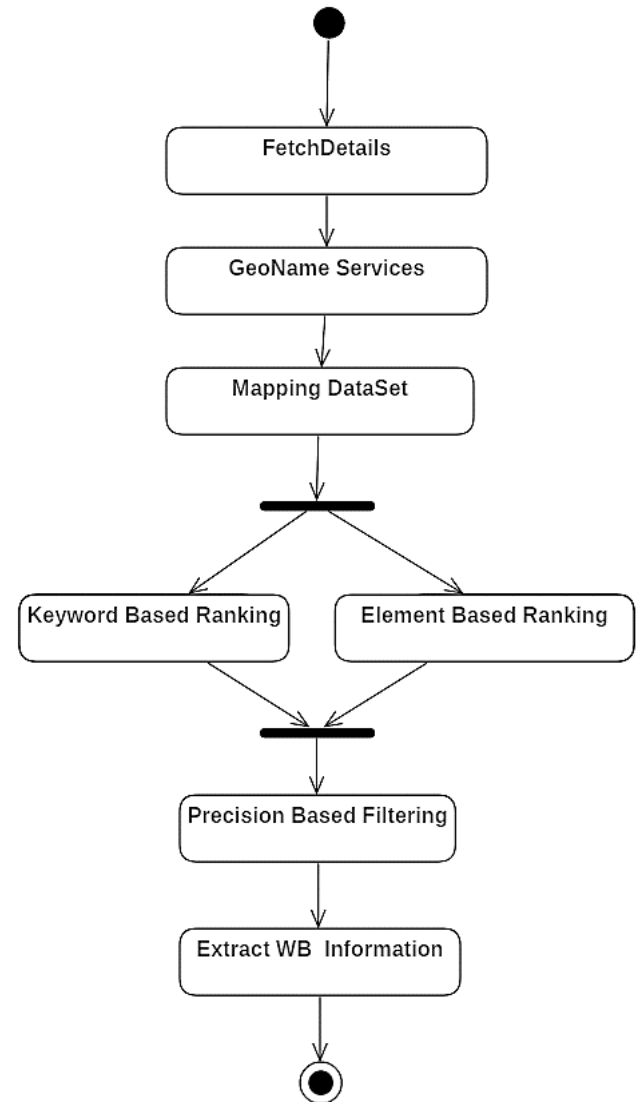 FetchDetails
GeoName Services
Mapping DataSet
Keyword Based Ranking
Element Based Ranking
Precision Based Filtering
Extract WB  Information